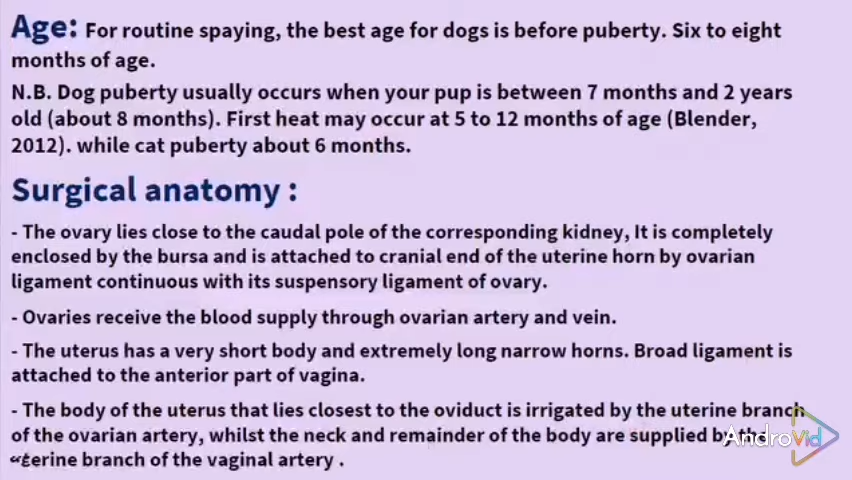 Age: For routine spaying, the best age for dogs is before puberty. Six to eight
months of age.
N.B. Dog puberty usually occurs when your pup is between 7 months and 2 years
old (about 8 months). First heat may occur at 5 to 12 months of age (Blender,
2012). while cat puberty about 6 months.
Surgical anatomy :
- The ovary lies close to the caudal pole of the corresponding kidney, It is completely
enclosed by the bursa and is attached to cranial end of the uterine horn by ovarian
ligament continuous with its suspensory ligament of ovary.
- Ovaries receive the blood supply through ovarian artery and vein.
- The uterus has a very short body and extremely long narrow horns. Broad ligament is
attached to the anterior part of vagina.
- The body of the uterus that lies closest to the oviduct is irrigated by the uterine branch
of the ovarian artery, whilst the neck and remainder of the body are supplied by the
branch of the vaginal artery .
AndroVid